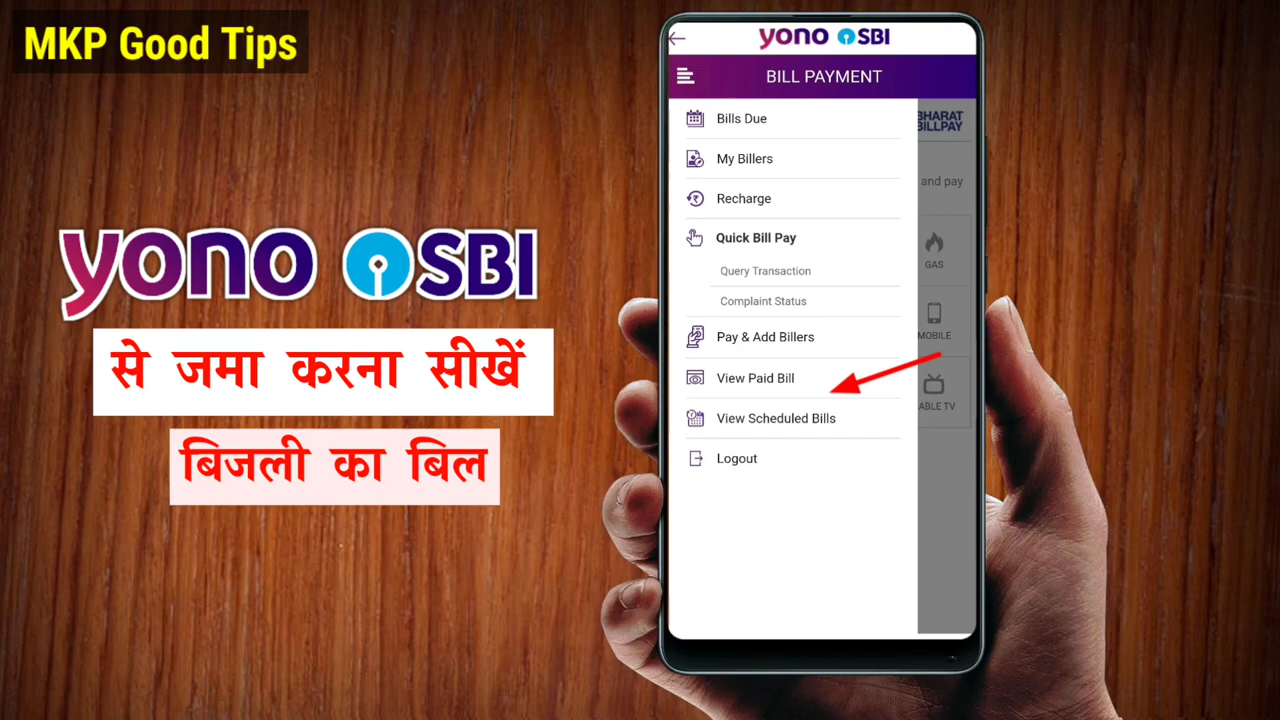 MKP Good Tips
yono SBI
से जमा करना सीखें
बिजली का बिल
yono SBI
BILL PAYMENT
Bills Due
My Billers
Recharge
Quick Bill Pay
Query Transaction
Complaint Status
Pay & Add Billers
View Paid Bill
View Scheduled Bills
Logout
BHARAT
BILLPAY
and pay
GAS
MOBILE
ABLE TV